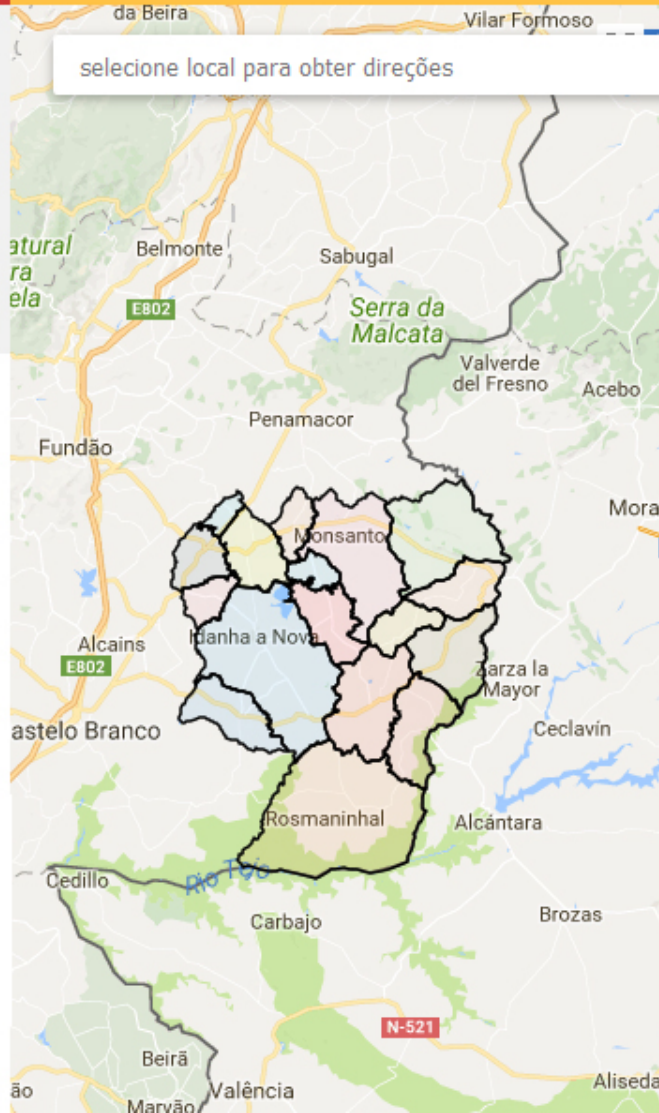 da Beira
Vilar Formoso
selecione local para obter direções
atural
ra
ela
Belmonte
Sabugal
E802
Serra da
Malcata
Valverde
del Fresno
Acebo
Penamacor
Fundão
Mora
Monsanto
Idanha a Nova
Alcains
E802
Zarza la
Mayor
astelo Branco
Ceclavín
Rosmaninhal
Alcántara
Rio Tejo
Cedillo
Carbajo
Brozas
N-521
Beirã
Aliseda
ão
Valência
Marvão